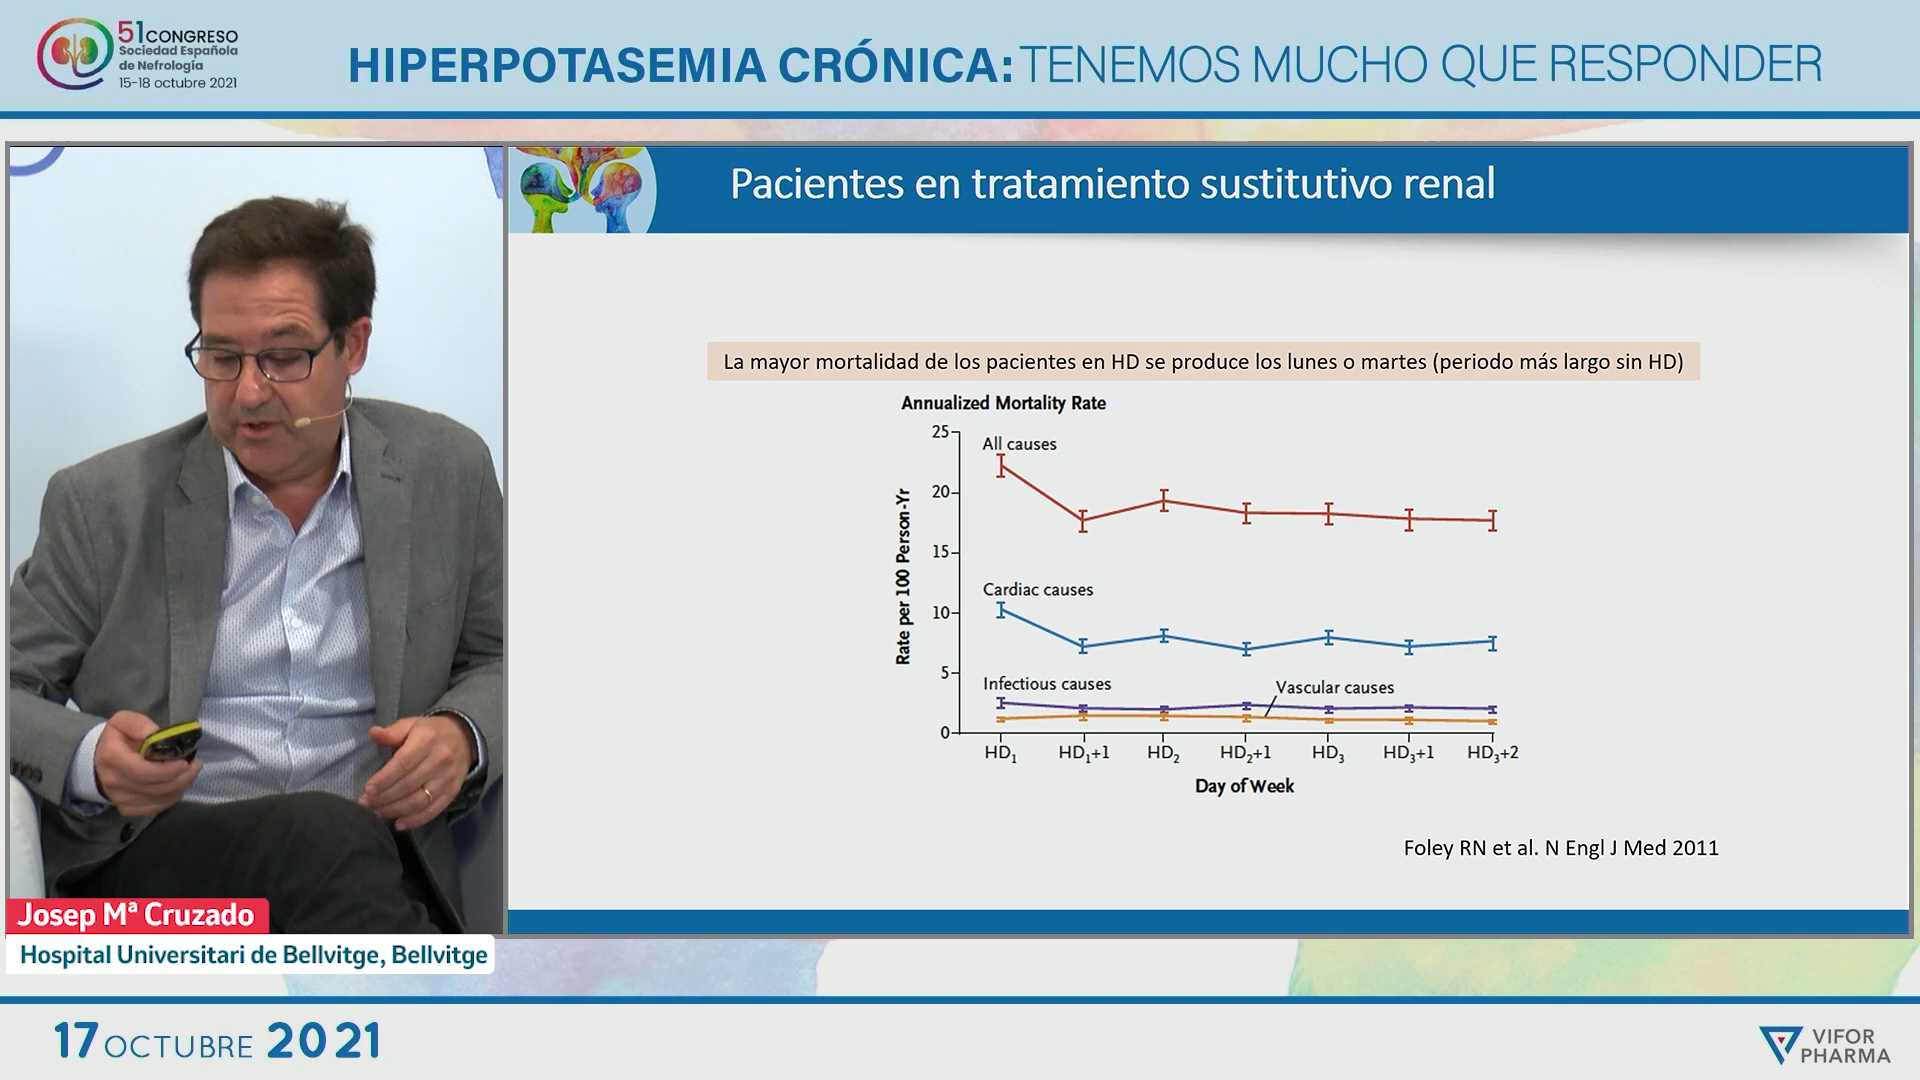 51 CONGRESO
Sociedad Española
de Nefrología
15-18 octubre 2021
HIPERPOTASEMIA CRÓNICA: TENEMOS MUCHO QUE RESPONDER
Pacientes en tratamiento sustitutivo renal
La mayor mortalidad de los pacientes en HD se produce los lunes o martes (periodo más largo sin HD)
Annualized Mortality Rate
Rate per 100 Person-Yr
25
20
15
10
5
0
All causes
Cardiac causes
Infectious causes
Vascular causes
HD₁ HD₁+1 HD₂ HD₂+1 HD₃ HD₃+1 HD₃+2
Day of Week
Foley RN et al. N Engl J Med 2011
Josep Mª Cruzado
Hospital Universitari de Bellvitge, Bellvitge
17 OCTUBRE 2021
VIFOR
PHARMA